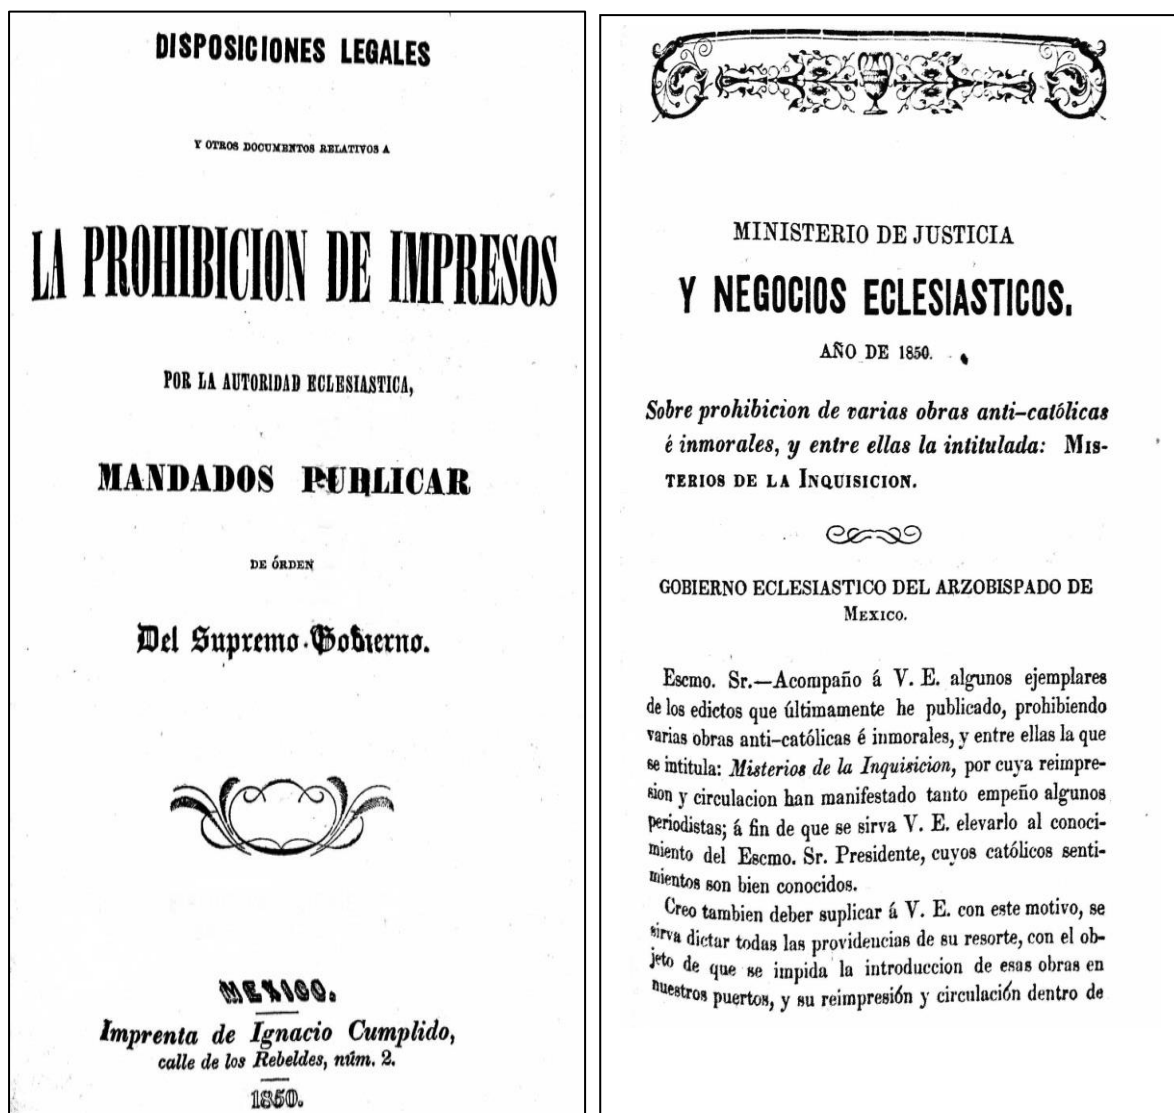 DISPOSICIONES LEGALES
Y OTROS DOCUMENTOS RELATIVOS A
LA PROHIBICION DE IMPRESOS
POR LA AUTORIDAD ECLESIASTICA,
MANDADOS PUBLICAR
DE ÓRDEN
Del Supremo Gobierno.
MEXICO.
Imprenta de Ignacio Cumplido,
calle de los Rebeldes, núm. 2.
1850.
MINISTERIO DE JUSTICIA
Y NEGOCIOS ECLESIASTICOS.
AÑO DE 1850.
Sobre prohibicion de varias obras anti-católicas
é inmorales, y entre ellas la intitulada: MIS-
TERIOS DE LA INQUISICION.
GOBIERNO ECLESIASTICO DEL ARZOBISPADO DE
MEXICO.
Escmo. Sr.—Acompaño á V. E. algunos ejemplares
de los edictos que últimamente he publicado, prohibiendo
varias obras anti-católicas é inmorales, y entre ellas la que
se intitula: Misterios de la Inquisicion, por cuya reimpre-
sion y circulacion han manifestado tanto empeño algunos
periodistas; á fin de que se sirva V. E. elevarlo al conoci-
miento del Escmo. Sr. Presidente, cuyos católicos senti-
mientos son bien conocidos.
Creo tambien deber suplicar á V. E. con este motivo, se
sirva dictar todas las providencias de su resorte, con el ob-
jeto de que se impida la introduccion de esas obras en
nuestros puertos, y su reimpresión y circulación dentro de